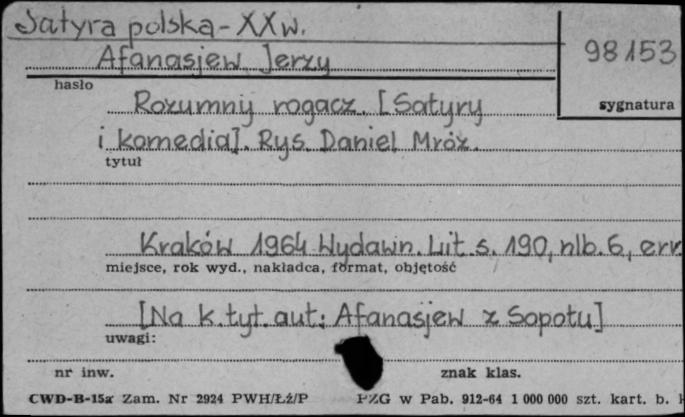 Satyra polska - XX w.
Afanasjew Jerzy
98153
hasło
Rozumny rogacz. [Satyry
sygnatura
i komedia]. Rys. Daniel Mróz.
tytuł
Kraków 1964 Wydawn. Lit. s. 190, nlb. 6, err
miejsce, rok wyd., nakładca, format, objętość
[Na k. tyt. aut: Afanasjew z Sopotu]
uwagi:
nr inw.
znak klas.
CWD-B-15a Zam. Nr 2924 PWH/Łź/P PZG w Pab. 912-64 1 000 000 szt. kart. b.